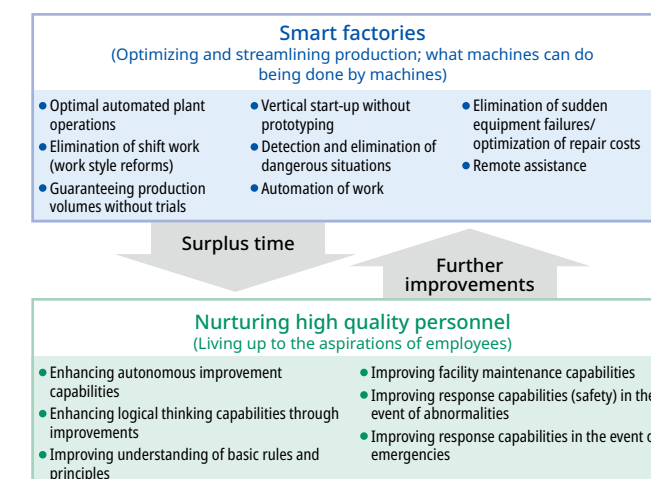 Smart factories
(Optimizing and streamlining production; what machines can do
being done by machines)
● Optimal automated plant
operations
● Elimination of shift work
(work style reforms)
● Guaranteeing production
volumes without trials
● Vertical start-up without
prototyping
● Detection and elimination of
dangerous situations
● Automation of work
● Elimination of sudden
equipment failures/
optimization of repair costs
● Remote assistance
Surplus time
Further
improvements
Nurturing high quality personnel
(Living up to the aspirations of employees)
● Enhancing autonomous improvement
capabilities
● Enhancing logical thinking capabilities through
improvements
● Improving understanding of basic rules and
principles
● Improving facility maintenance capabilities
● Improving response capabilities (safety) in the
event of abnormalities
● Improving response capabilities in the event
emergencies